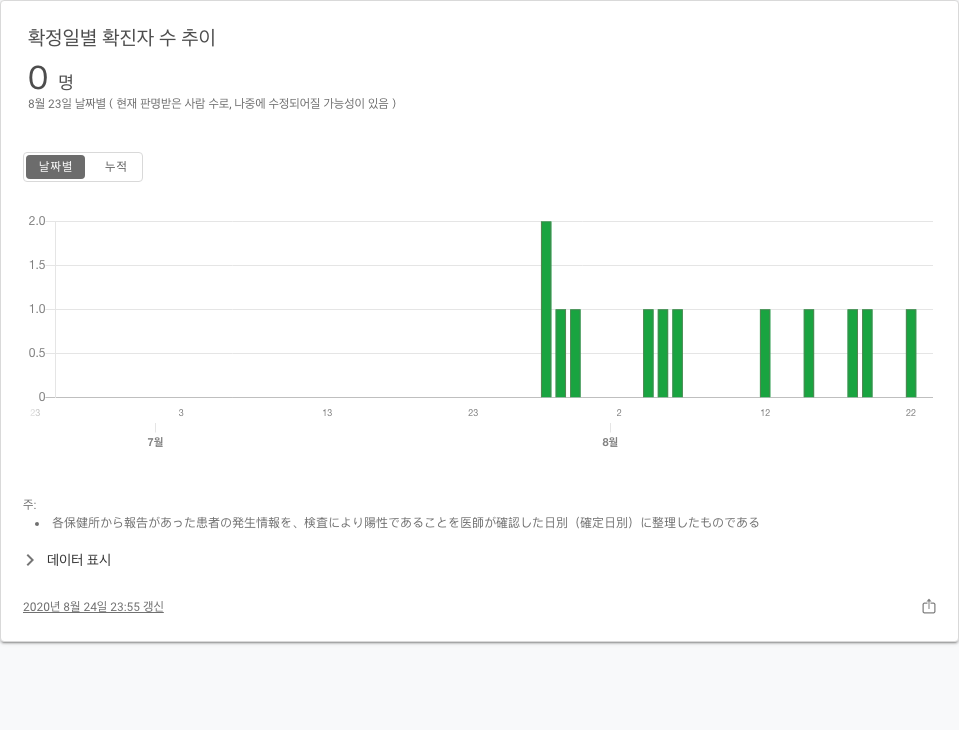 확정일별 확진자 수 추이
0 명
8월 23일 날짜별 ( 현재 판명받은 사람 수로, 나중에 수정되어질 가능성이 있음 )
날짜별 누적
2.0
1.5
1.0
0.5
0
23 3 13 23 2 12 22
7월 8월
주:
• 各保健所から報告があった患者の発生情報を、検査により陽性であることを医師が確認した日別（確定日別）に整理したものである
데이터 표시
2020년 8월 24일 23:55 갱신